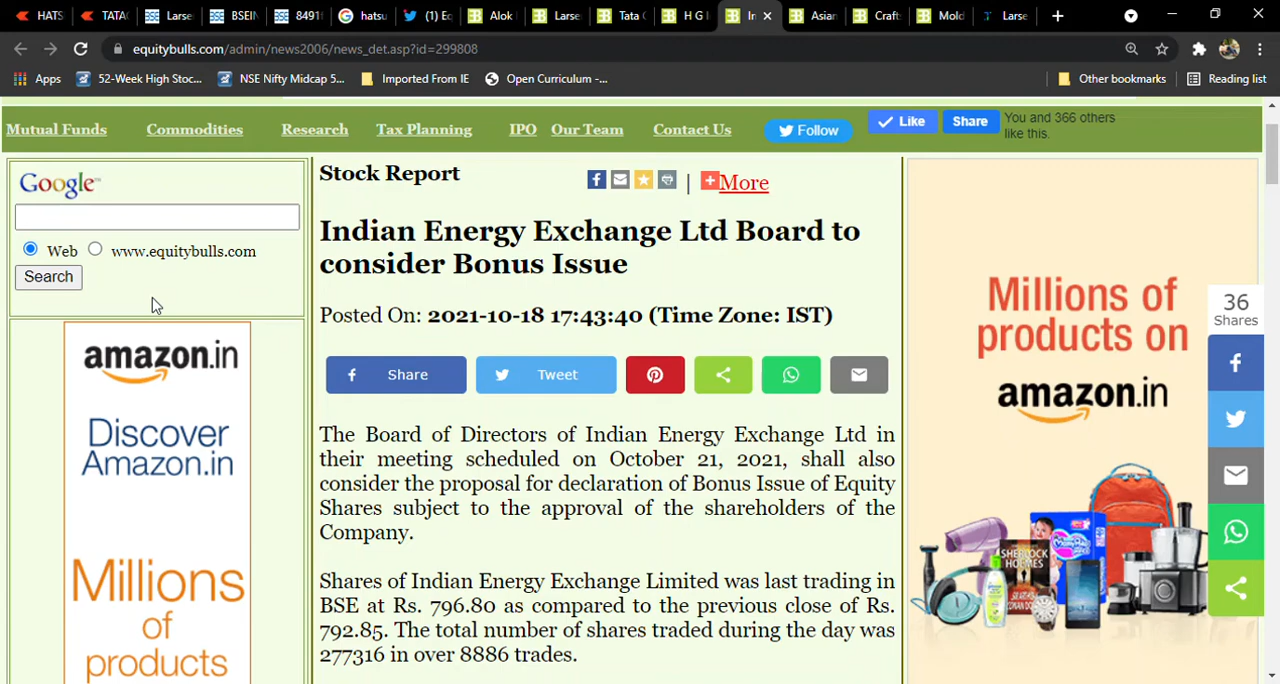 HATS
TATA
Larse
BSEIN
8491
hatsu
(1) Ec
Alok
Larse
Tata
H G I
Asian
Craft
Mold
Larse
equitybulls.com/admin/news2006/news_det.asp?id=299808
Apps
52-Week High Stoc...
NSE Nifty Midcap 5...
Imported From IE
Open Curriculum -...
Other bookmarks
Reading list
Mutual Funds
Commodities
Research
Tax Planning
IPO
Our Team
Contact Us
Follow
Like
Share
You and 366 others
like this.
Google
Web
www.equitybulls.com
Search
amazon.in
Discover
Amazon.in
Millions
of
products
Stock Report
| More
Indian Energy Exchange Ltd Board to
consider Bonus Issue
Posted On: 2021-10-18 17:43:40 (Time Zone: IST)
Share
Tweet
The Board of Directors of Indian Energy Exchange Ltd in
their meeting scheduled on October 21, 2021, shall also
consider the proposal for declaration of Bonus Issue of Equity
Shares subject to the approval of the shareholders of the
Company.
Shares of Indian Energy Exchange Limited was last trading in
BSE at Rs. 796.80 as compared to the previous close of Rs.
792.85. The total number of shares traded during the day was
277316 in over 8886 trades.
Millions of
products on
amazon.in
SHERLOCK
HOLMES
36
Shares